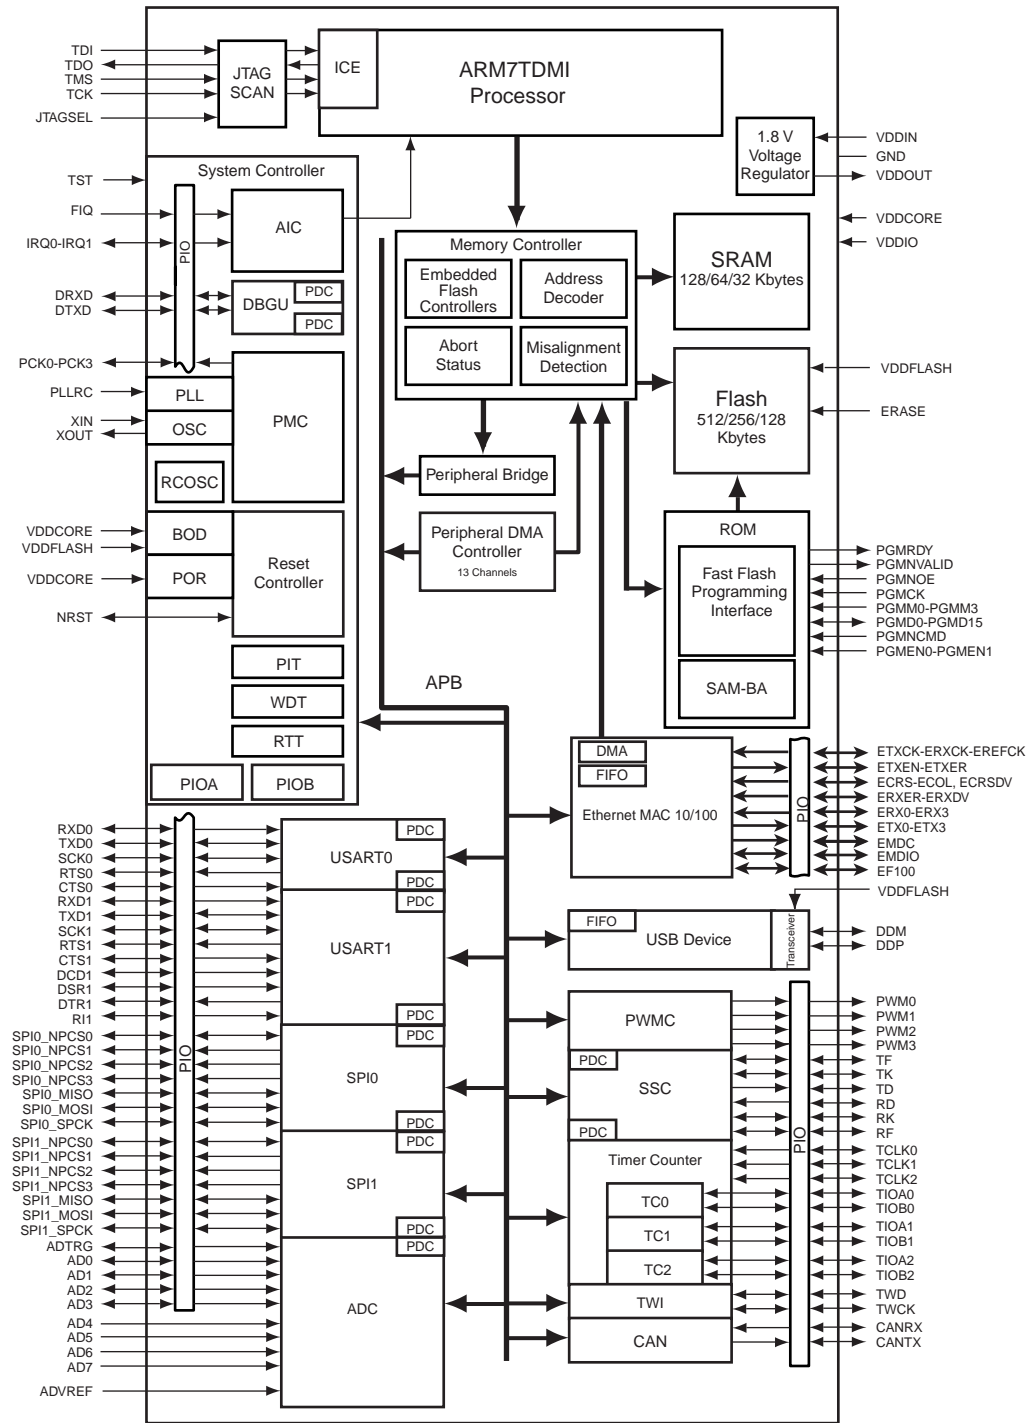 TDI
TDO
TMS
TCK
JTAGSEL
JTAG
SCAN
ICE
ARM7TDMI
Processor
1.8 V
Voltage
Regulator
VDDIN
GND
VDDOUT
VDDCORE
VDDIO
System Controller
TST
FIQ
IRQ0-IRQ1
PIO
AIC
DRXD
DTXD
DBGU
PDC
PDC
PCK0-PCK3
PLLRC
PLL
XIN
XOUT
OSC
RCOSC
PMC
VDDCORE
VDDFLASH
BOD
VDDCORE
POR
Reset
Controller
NRST
PIT
WDT
RTT
PIOA
PIOB
Memory Controller
Embedded
Flash
Controllers
Address
Decoder
Abort
Status
Misalignment
Detection
SRAM
128/64/32 Kbytes
Flash
512/256/128
Kbytes
VDDFLASH
ERASE
Peripheral Bridge
Peripheral DMA
Controller
13 Channels
ROM
Fast Flash
Programming
Interface
SAM-BA
PGMRDY
PGMNVALID
PGMNOE
PGMCK
PGMM0-PGMM3
PGMD0-PGMD15
PGMNCMD
PGMEN0-PGMEN1
APB
DMA
FIFO
Ethernet MAC 10/100
PIO
ETXCK-ERXCK-EREFCK
ETXEN-ETXER
ECRS-ECOL, ECRSDV
ERXER-ERXDV
ERX0-ERX3
ETX0-ETX3
EMDC
EMDIO
EF100
VDDFLASH
FIFO
USB Device
Transceiver
DDM
DDP
RXD0
TXD0
SCK0
RTS0
CTS0
RXD1
TXD1
SCK1
RTS1
CTS1
DCD1
DSR1
DTR1
RI1
SPI0_NPCS0
SPI0_NPCS1
SPI0_NPCS2
SPI0_NPCS3
SPI0_MISO
SPI0_MOSI
SPI0_SPCK
SPI1_NPCS0
SPI1_NPCS1
SPI1_NPCS2
SPI1_NPCS3
SPI1_MISO
SPI1_MOSI
SPI1_SPCK
ADTRG
AD0
AD1
AD2
AD3
AD4
AD5
AD6
AD7
ADVREF
PIO
PDC
USART0
PDC
PDC
USART1
PDC
PDC
SPI0
PDC
PDC
SPI1
PDC
PDC
ADC
PWMC
PDC
SSC
PDC
Timer Counter
TC0
TC1
TC2
TWI
CAN
PIO
PWM0
PWM1
PWM2
PWM3
TF
TK
TD
RD
RK
RF
TCLK0
TCLK1
TCLK2
TIOA0
TIOB0
TIOA1
TIOB1
TIOA2
TIOB2
TWD
TWCK
CANRX
CANTX